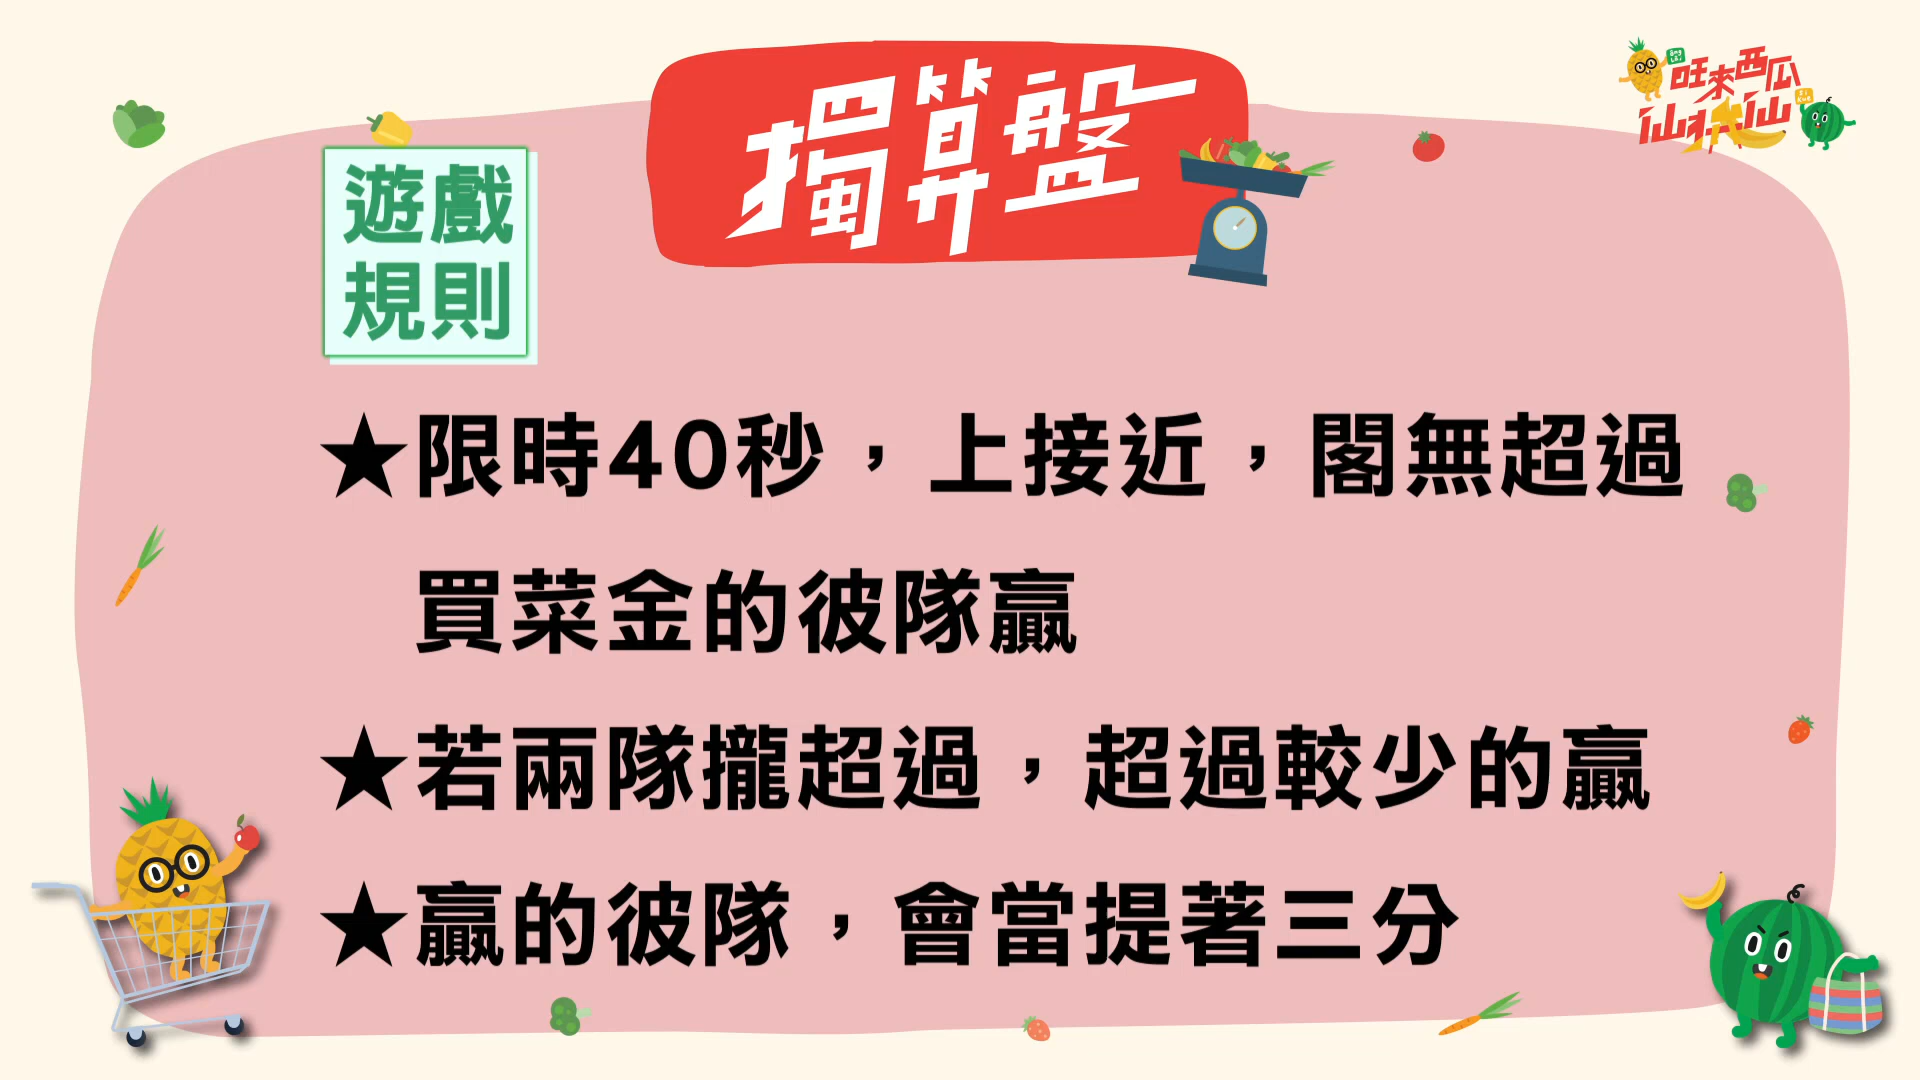 擉算盤
旺來西瓜
仙拚仙
遊戲
規則
★限時40秒，上接近，閣無超過
買菜金的彼隊贏
★若兩隊攏超過，超過較少的贏
★贏的彼隊，會當提著三分